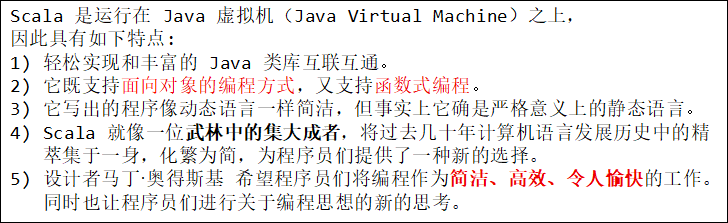 Scala 是运行在 Java 虚拟机（Java Virtual Machine）之上，
因此具有如下特点：
1) 轻松实现和丰富的 Java 类库互联互通。
2) 它既支持面向对象的编程方式，又支持函数式编程。
3) 它写出的程序像动态语言一样简洁，但事实上它确是严格意义上的静态语言。
4) Scala 就像一位武林中的集大成者，将过去几十年计算机语言发展历史中的精
萃集于一身，化繁为简，为程序员们提供了一种新的选择。
5) 设计者马丁·奥得斯基 希望程序员们将编程作为简洁、高效、令人愉快的工作。
同时也让程序员们进行关于编程思想的新的思考。